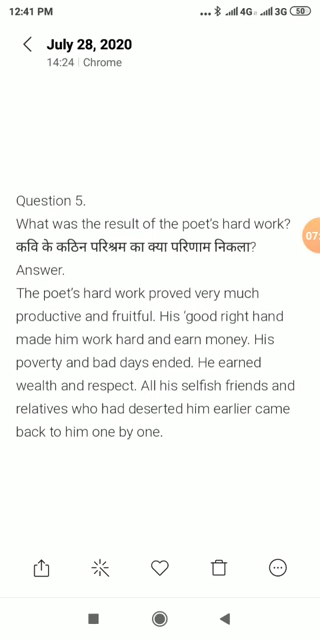 12:41 PM
4G 3G 50
July 28, 2020
14:24 | Chrome
Question 5.
What was the result of the poet's hard work?
कवि के कठिन परिश्रम का क्या परिणाम निकला?
07:
Answer.
The poet's hard work proved very much
productive and fruitful. His 'good right hand
made him work hard and earn money. His
poverty and bad days ended. He earned
wealth and respect. All his selfish friends and
relatives who had deserted him earlier came
back to him one by one.